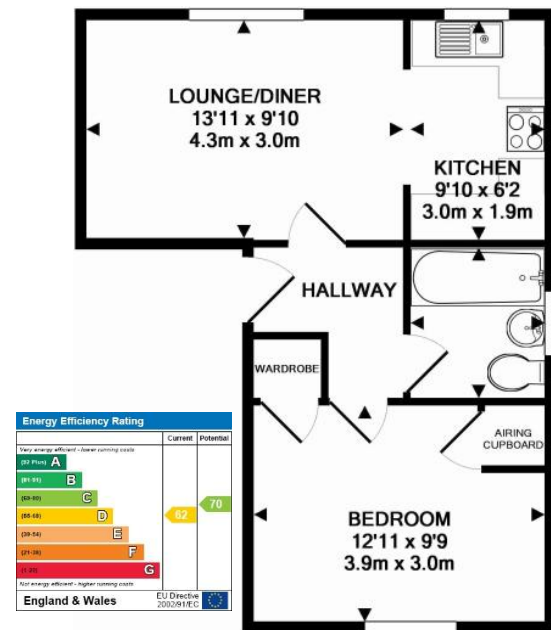 LOUNGE/DINER
13'11 x 9'10
4.3m x 3.0m
KITCHEN
9'10 x 6'2
3.0m x 1.9m
HALLWAY
WARDROBE
AIRING
CUPBOARD
BEDROOM
12'11 x 9'9
3.9m x 3.0m
Energy Efficiency Rating
Current Potential
Very energy efficient - lower running costs
(92 Plus) A
(81-91) B
(69-80) C
(55-68) D
(39-54) E
(21-38) F
(1-20) G
62
70
Not energy efficient - higher running costs
England & Wales
EU Directive
2002/91/EC